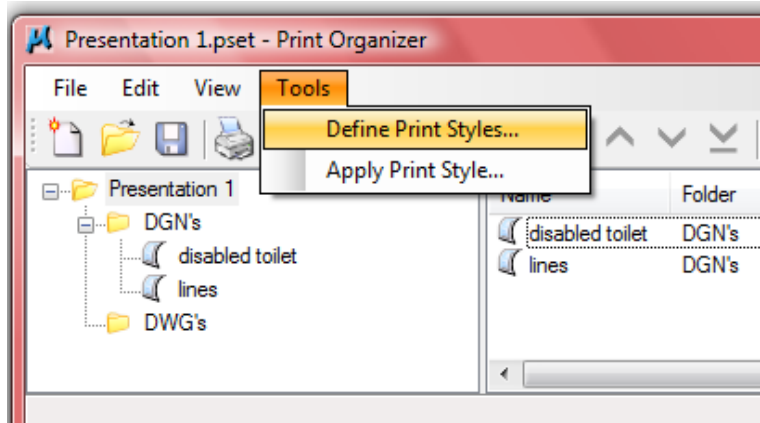 Presentation 1.pset - Print Organizer
File Edit View Tools
Define Print Styles...
Apply Print Style...
Presentation 1
DGN's
disabled toilet
lines
DWG's
Name Folder
disabled toilet DGN's
lines DGN's